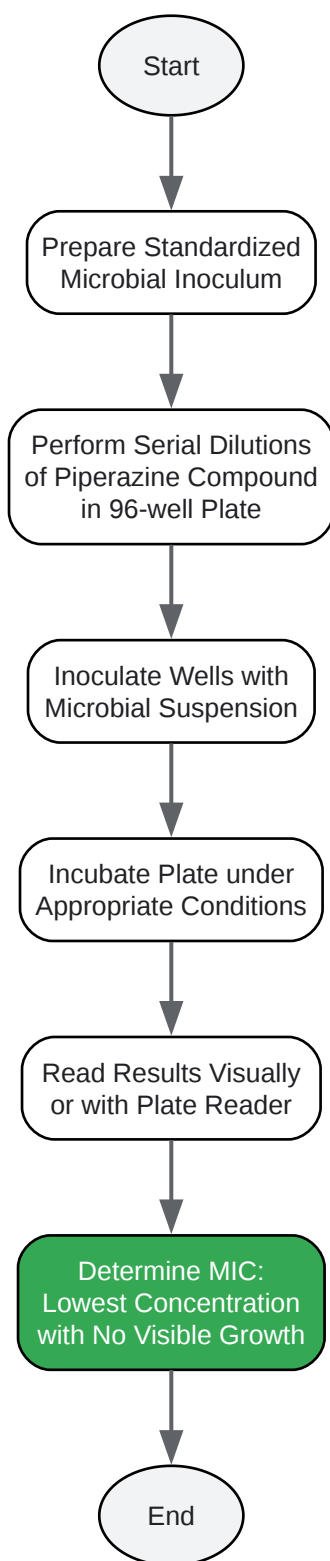 Start
Prepare Standardized
Microbial Inoculum
Perform Serial Dilutions
of Piperazine Compound
in 96-well Plate
Inoculate Wells with
Microbial Suspension
Incubate Plate under
Appropriate Conditions
Read Results Visually
or with Plate Reader
Determine MIC:
Lowest Concentration
with No Visible Growth
End